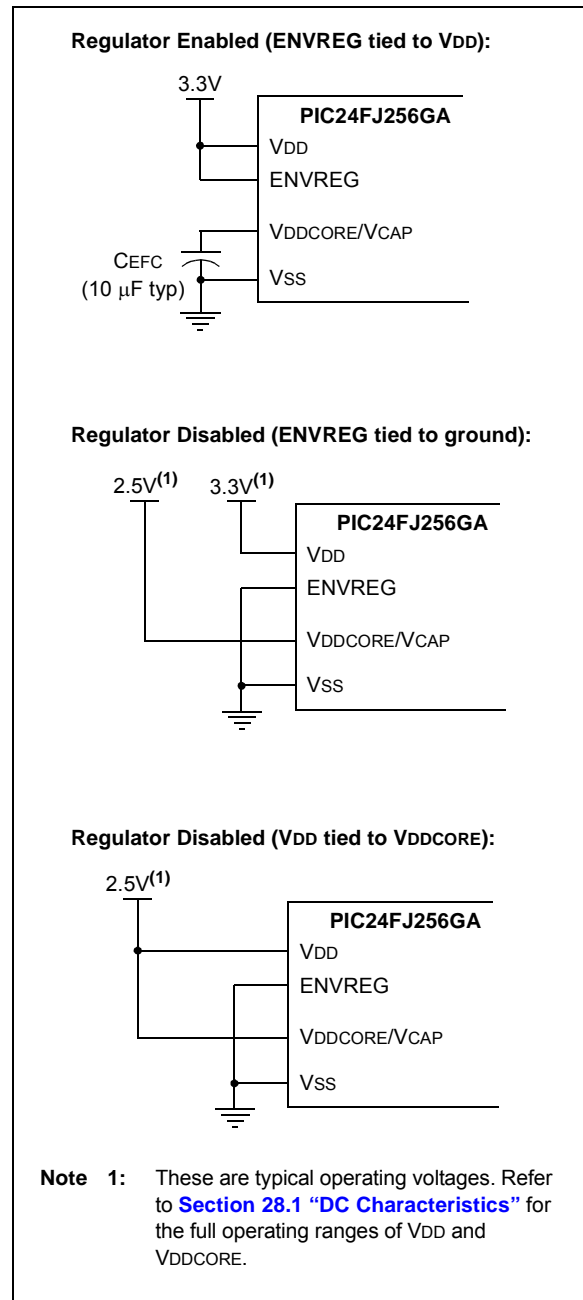 Regulator Enabled (ENVREG tied to VDD):
3.3V
PIC24FJ256GA
VDD
ENVREG
VDDCORE/VCAP
CEFC
(10 μF typ)
VSS
Regulator Disabled (ENVREG tied to ground):
2.5V(1) 3.3V(1)
PIC24FJ256GA
VDD
ENVREG
VDDCORE/VCAP
VSS
Regulator Disabled (VDD tied to VDDCORE):
2.5V(1)
PIC24FJ256GA
VDD
ENVREG
VDDCORE/VCAP
VSS
Note 1: These are typical operating voltages. Refer
to Section 28.1 “DC Characteristics” for
the full operating ranges of VDD and
VDDCORE.